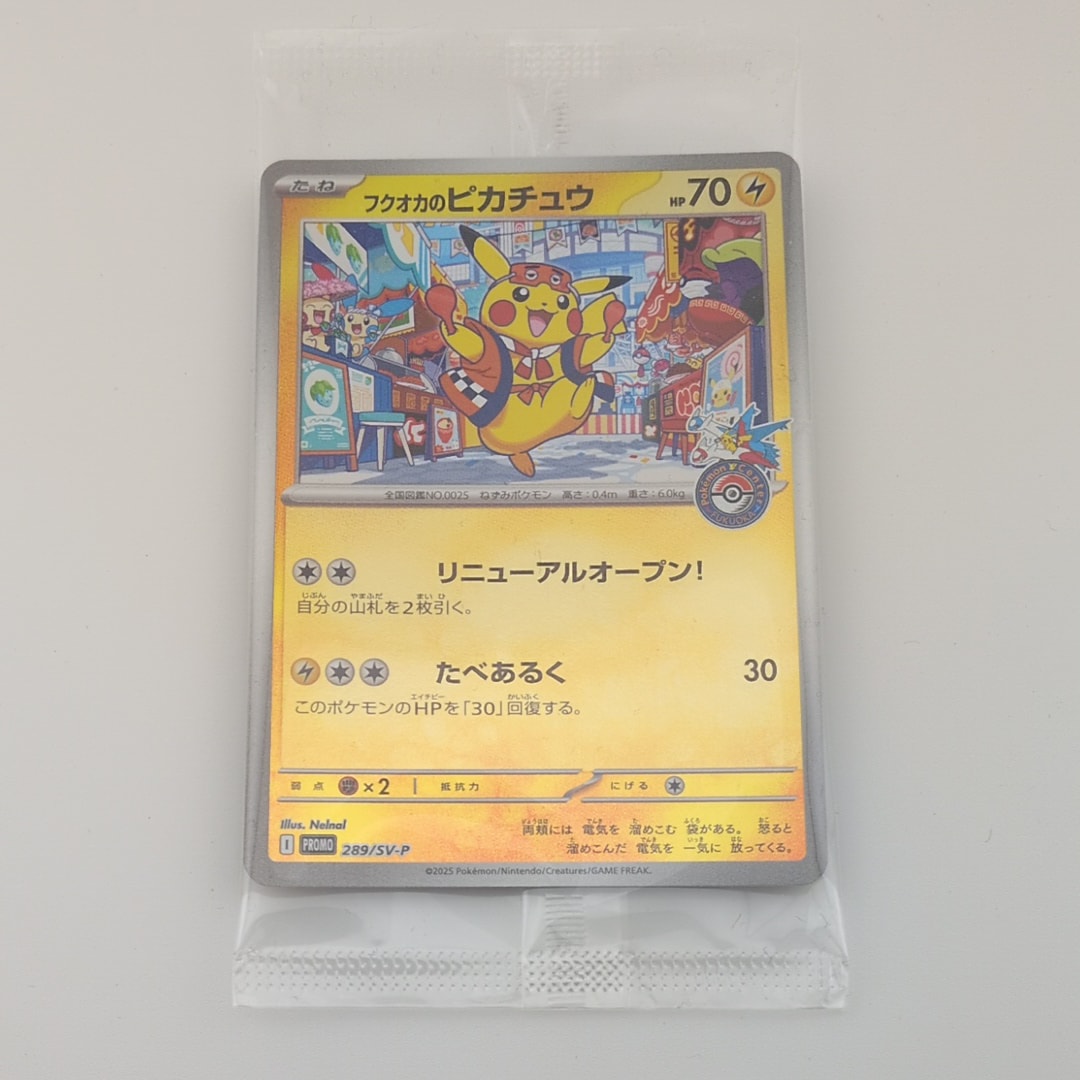 たね フクオカのピカチュウ HP70
全国図鑑NO.0025 ねずみポケモン 高さ:0.4m 重さ:6.0kg
Pokémon Center
FUKUOKA
リニューアルオープン!
自分の山札を2枚引く。
たべあるく 30
このポケモンのHPを「30」回復する。
弱点 ×2 抵抗力 にげる
Illus. Nelnal
両頬には 電気を 溜めこむ 袋がある。 怒ると
溜めこんだ 電気を 一気に 放ってくる。
I PROMO 289/SV-P
©2025 Pokémon/Nintendo/Creatures/GAME FREAK.